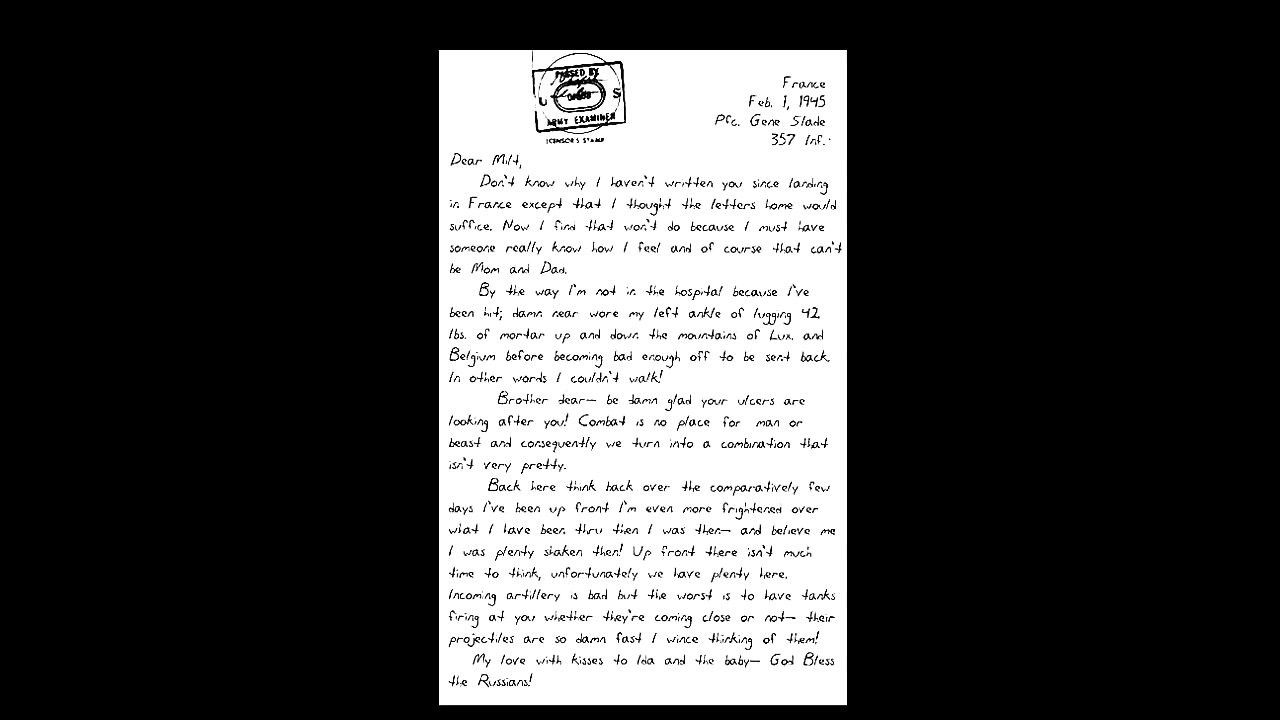 PASSED BY
U S
ARMY EXAMINER
CENSOR'S STAMP
France
Feb. 1, 1945
Pfc. Gene Slade
357 Inf.
Dear Milt,
Don't know why I haven't written you since landing
in France except that I thought the letters home would
suffice. Now I find that won't do because I must have
someone really know how I feel and of course that can't
be Mom and Dad.
By the way I'm not in the hospital because I've
been hit; damn near wore my left ankle of lugging 42
lbs. of mortar up and down the mountains of Lux. and
Belgium before becoming bad enough off to be sent back.
In other words I couldn't walk!
Brother dear— be damn glad your ulcers are
looking after you! Combat is no place for man or
beast and consequently we turn into a combination that
isn't very pretty.
Back here think back over the comparatively few
days I've been up front I'm even more frightened over
what I have been thru then I was then— and believe me
I was plenty shaken then! Up front there isn't much
time to think, unfortunately we have plenty here.
Incoming artillery is bad but the worst is to have tanks
firing at you whether they're coming close or not— their
projectiles are so damn fast I wince thinking of them!
My love with kisses to Ida and the baby— God Bless
the Russians!